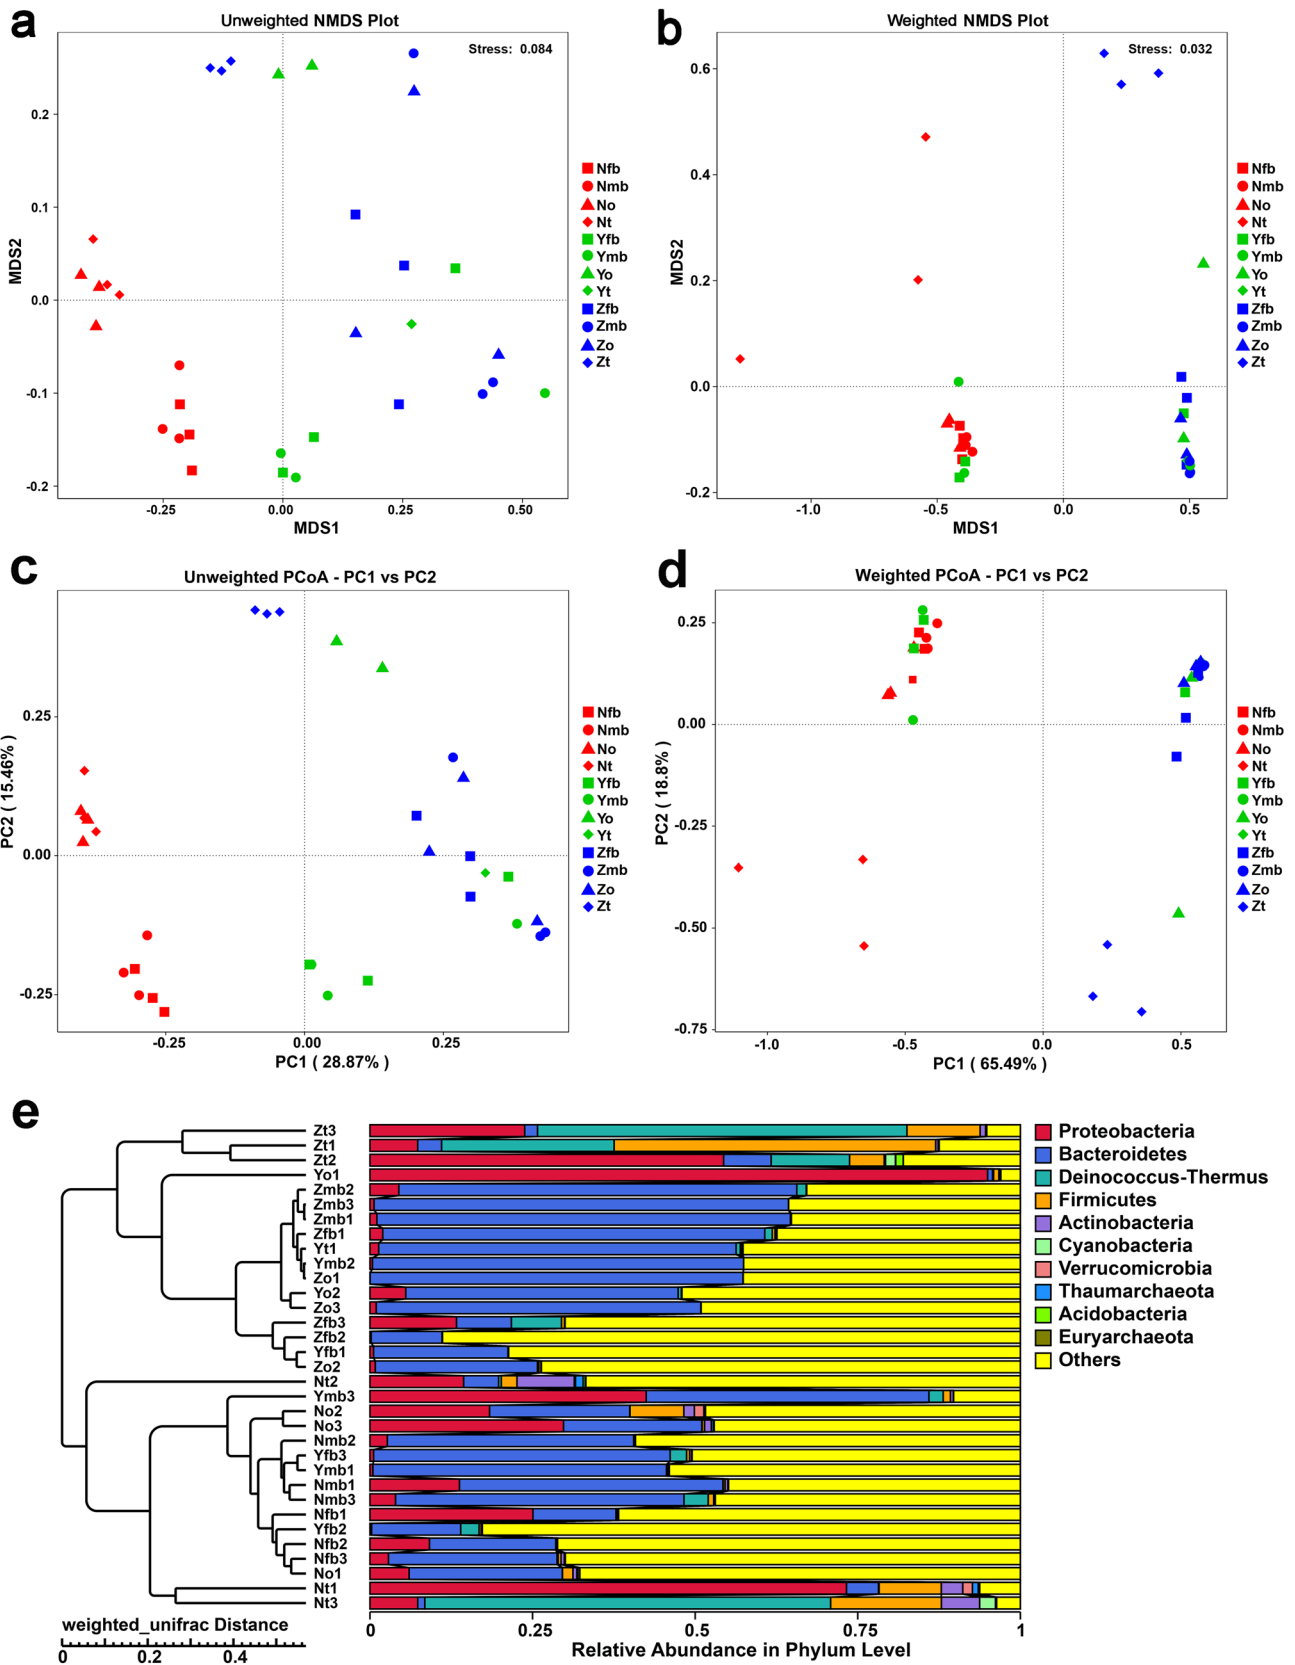 a
Unweighted NMDS Plot
Stress: 0.084
0.2
0.1
0.0
-0.1
-0.2
MDS2
-0.25
0.00
0.25
0.50
MDS1
Nfb
Nmb
No
Nt
Yfb
Ymb
Yo
Yt
Zfb
Zmb
Zo
Zt
b
Weighted NMDS Plot
Stress: 0.032
0.6
0.4
0.2
0.0
-0.2
MDS2
-1.0
-0.5
0.0
0.5
MDS1
Nfb
Nmb
No
Nt
Yfb
Ymb
Yo
Yt
Zfb
Zmb
Zo
Zt
c
Unweighted PCoA - PC1 vs PC2
0.25
0.00
-0.25
PC2 ( 15.46% )
-0.25
0.00
0.25
PC1 ( 28.87% )
Nfb
Nmb
No
Nt
Yfb
Ymb
Yo
Yt
Zfb
Zmb
Zo
Zt
d
Weighted PCoA - PC1 vs PC2
0.25
0.00
-0.25
-0.50
-0.75
PC2 ( 18.8% )
-1.0
-0.5
0.0
0.5
PC1 ( 65.49% )
Nfb
Nmb
No
Nt
Yfb
Ymb
Yo
Yt
Zfb
Zmb
Zo
Zt
e
Zt3
Zt1
Zt2
Yo1
Zmb2
Zmb3
Zmb1
Zfb1
Yt1
Ymb2
Zo1
Yo2
Zo3
Zfb3
Zfb2
Yfb1
Zo2
Nt2
Ymb3
No2
No3
Nmb2
Yfb3
Ymb1
Nmb1
Nmb3
Nfb1
Yfb2
Nfb2
Nfb3
No1
Nt1
Nt3
weighted_unifrac Distance
0
0.2
0.4
0
0.25
0.5
0.75
1
Relative Abundance in Phylum Level
Proteobacteria
Bacteroidetes
Deinococcus-Thermus
Firmicutes
Actinobacteria
Cyanobacteria
Verrucomicrobia
Thaumarchaeota
Acidobacteria
Euryarchaeota
Others